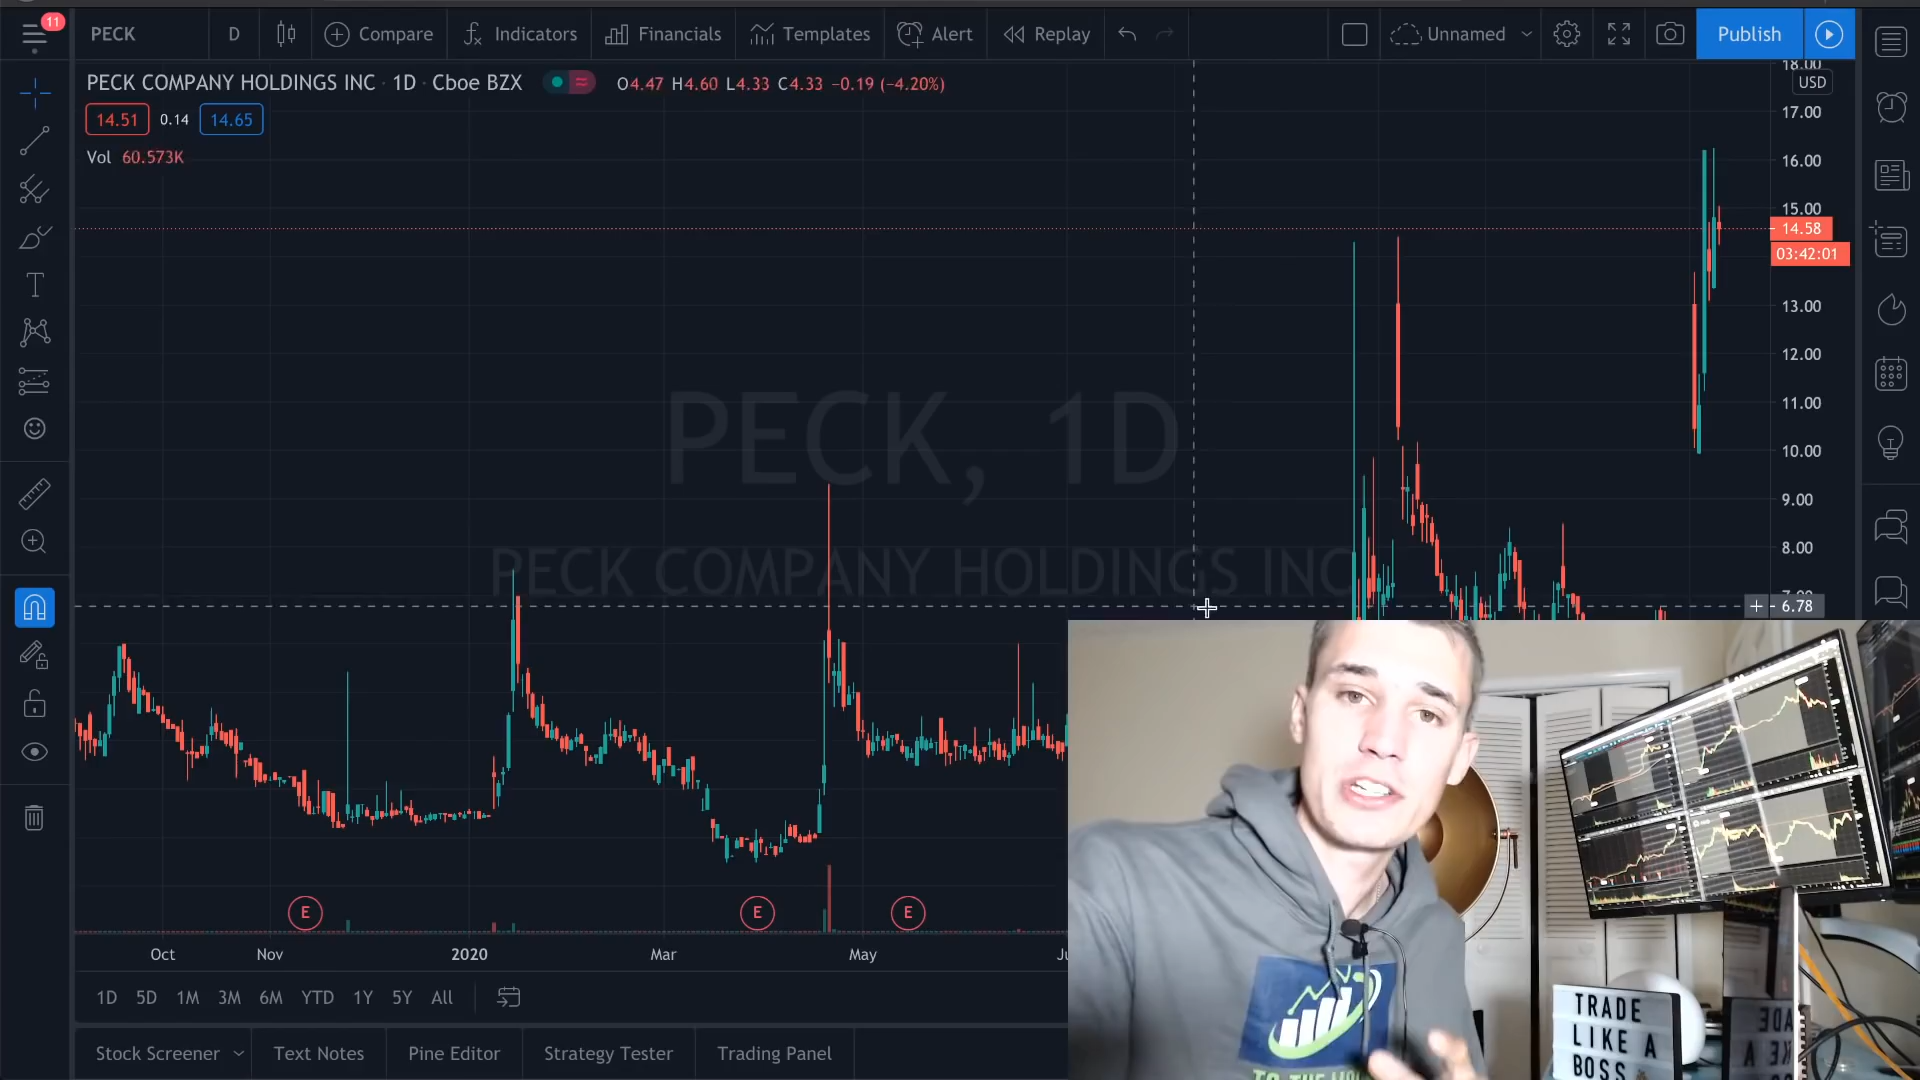 11
PECK D Compare Indicators Financials Templates Alert Replay Unnamed Publish
PECK COMPANY HOLDINGS INC · 1D · Cboe BZX O4.47 H4.60 L4.33 C4.33 −0.19 (−4.20%)
14.51 0.14 14.65
Vol 60.573K
18.00
USD
17.00
16.00
15.00
14.58
03:42:01
13.00
12.00
11.00
10.00
9.00
8.00
6.78
PECK, 1D
PECK COMPANY HOLDINGS INC
E E E
Oct Nov 2020 Mar May
1D 5D 1M 3M 6M YTD 1Y 5Y All
Stock Screener Text Notes Pine Editor Strategy Tester Trading Panel
TRADE
LIKE A
BOSS